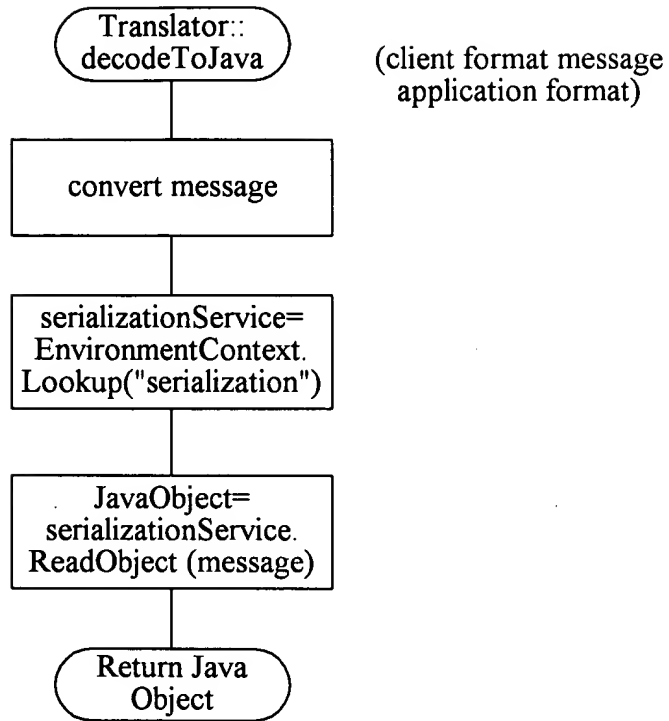 Translator::
decodeToJava
(client format message
application format)
convert message
serializationService=
EnvironmentContext.
Lookup("serialization")
JavaObject=
serializationService.
ReadObject (message)
Return Java
Object